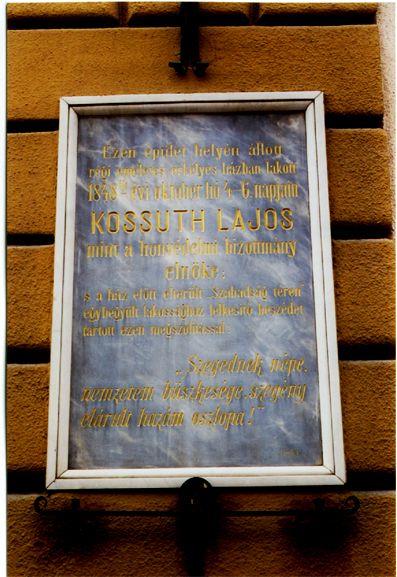 Ezen épület helyén állott
régi emeletes erkélyes házban lakott
1848ik évi október hó 4-6 napjain
KOSSUTH LAJOS
mint a honvédelmi bizottmány
elnöke;
s a ház előtt elterült „Szabadság terén"
egybegyűlt lakossághoz lelkesítő beszédet
tartott ezen megszólítással:
„Szegednek népe,
nemzetem büszkesége, szegény
elárult hazám oszlopa!"